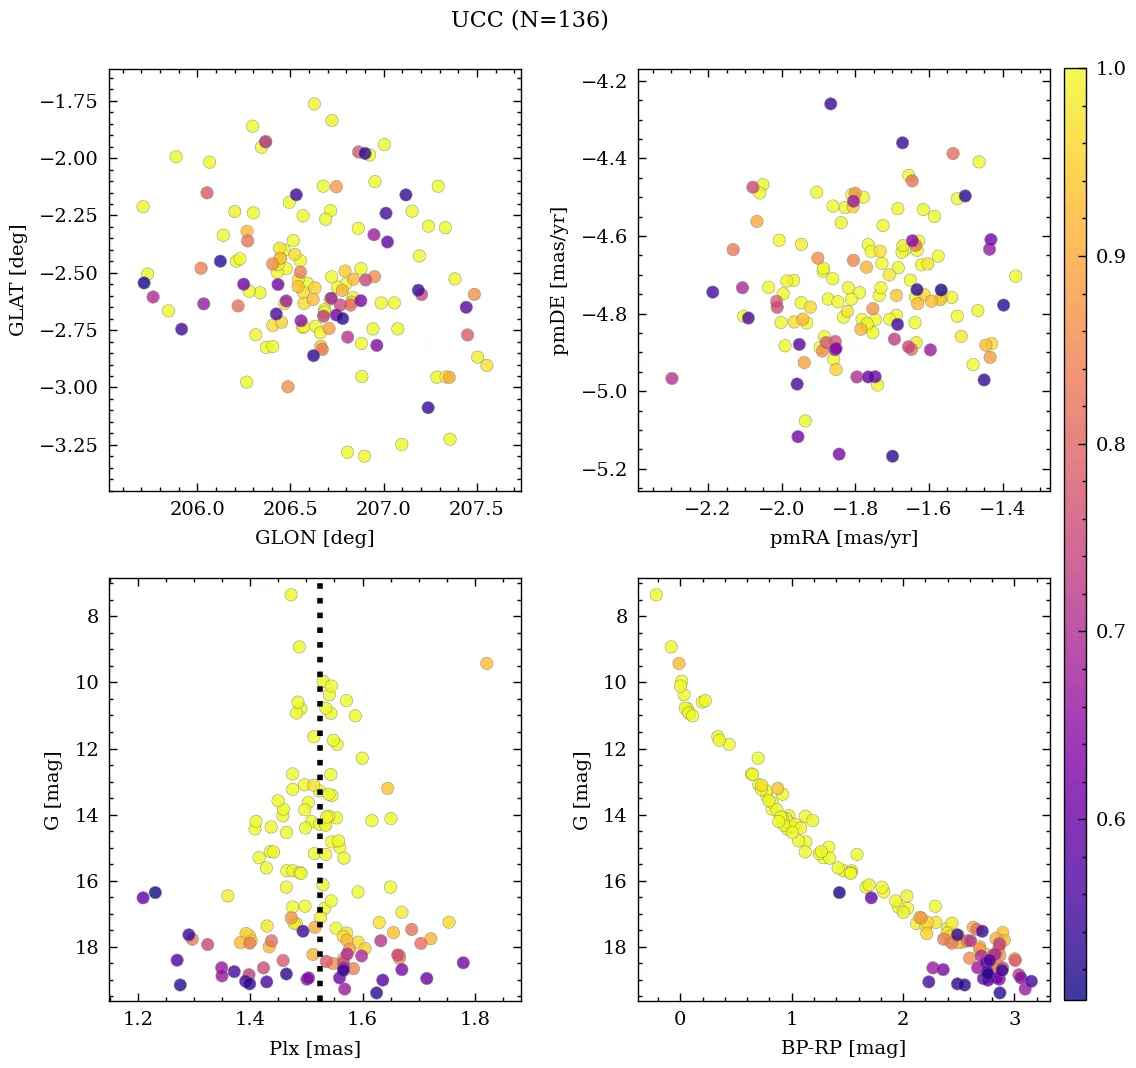 UCC (N=136)
−1.75
−2.00
−2.25
−2.50
−2.75
−3.00
−3.25
GLAT [deg]
206.0 206.5 207.0 207.5
GLON [deg]
−4.2
−4.4
−4.6
−4.8
−5.0
−5.2
pmDE [mas/yr]
−2.2 −2.0 −1.8 −1.6 −1.4
pmRA [mas/yr]
8
10
12
14
16
18
G [mag]
1.2 1.4 1.6 1.8
Plx [mas]
8
10
12
14
16
18
G [mag]
0 1 2 3
BP-RP [mag]
1.0
0.9
0.8
0.7
0.6